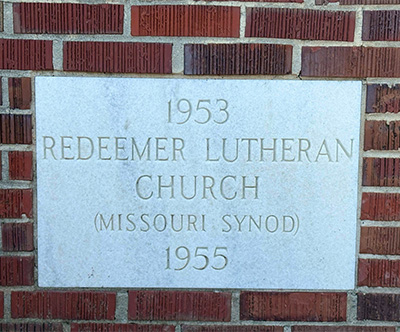 1953
REDEEMER LUTHERAN
CHURCH
(MISSOURI SYNOD)
1955